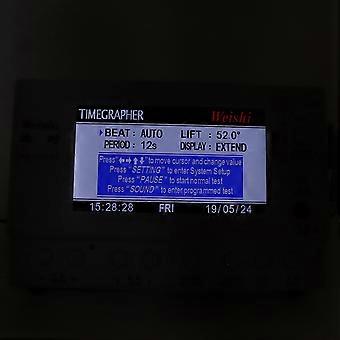 TIMEGRAPHER Weishi
BEAT: AUTO LIFT : 52.0°
PERIOD : 12s DISPLAY : EXTEND
Press"←→↑↓"to move cursor and change value
Press "SETTING" to enter System Setup
Press "PAUSE" to start normal test
Press "SOUND" to enter programmed test
15:28:28 FRI 19/05/24